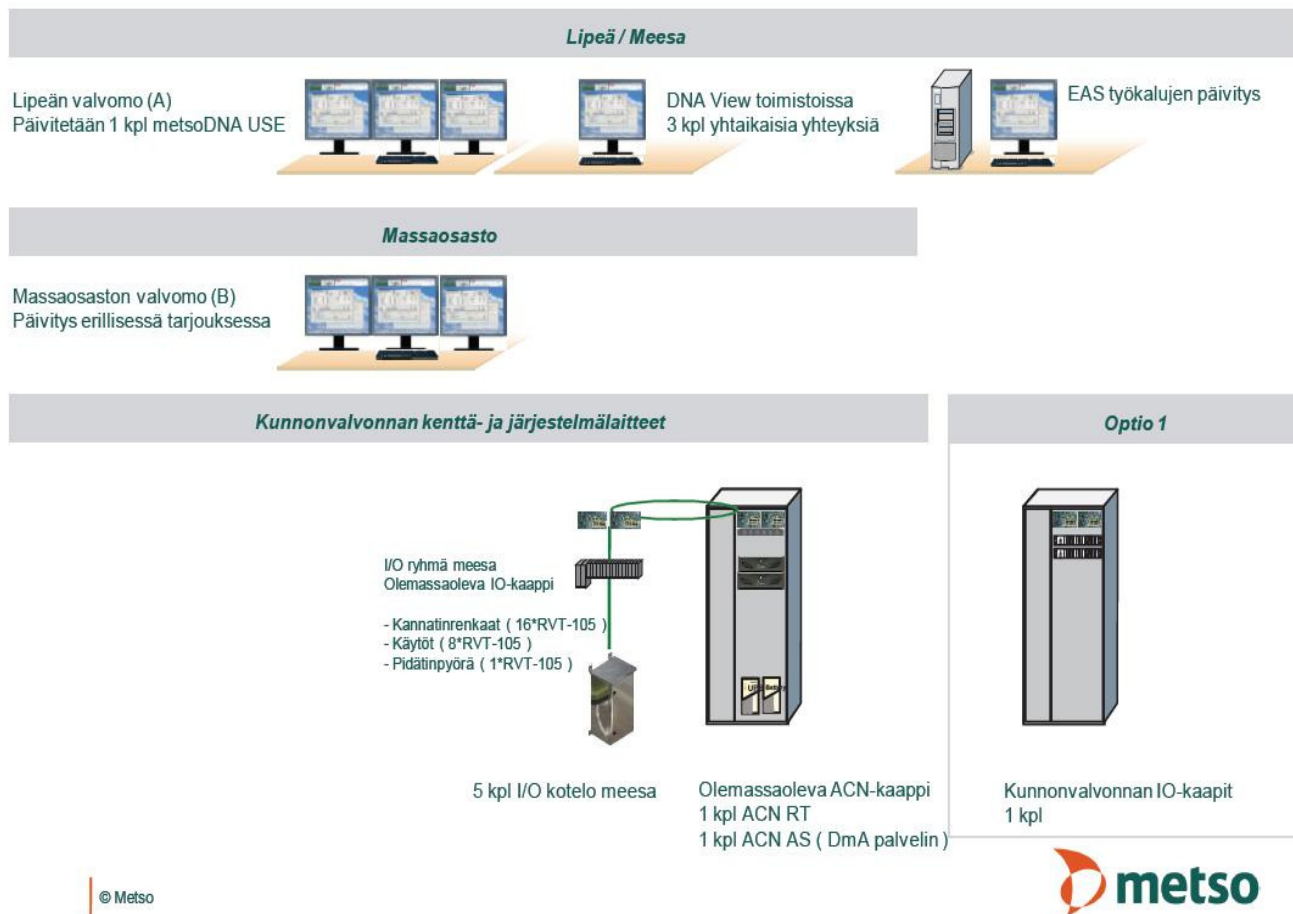 Lipeä / Meesa
Lipeän valvomo (A)
Päivitetään 1 kpl metsoDNA USE
DNA View toimistoissa
3 kpl yhtaikaisia yhteyksiä
EAS työkalujen päivitys
Massaosasto
Massaosaston valvomo (B)
Päivitys erillisessä tarjouksessa
Kunnonvalvonnan kenttä- ja järjestelmälaitteet
Optio 1
I/O ryhmä meesa
Olemassaoleva IO-kaappi
- Kannatinrenkaat ( 16*RVT-105 )
- Käytöt ( 8*RVT-105 )
- Pidätinpyörä ( 1*RVT-105 )
5 kpl I/O kotelo meesa
Olemassaoleva ACN-kaappi
1 kpl ACN RT
1 kpl ACN AS ( DmA palvelin )
Kunnonvalvonnan IO-kaapit
1 kpl
© Metso
metso